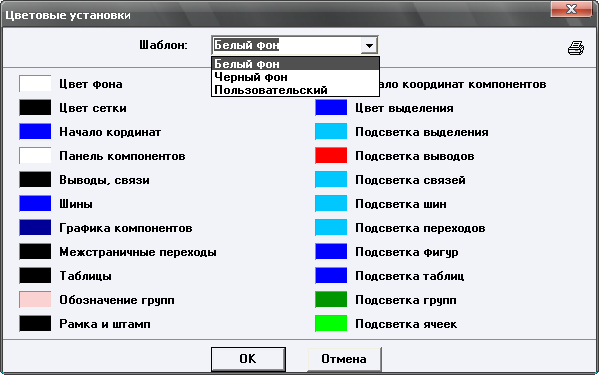 Цветовые установки
Шаблон: Белый фон
Белый фон
Черный фон
Пользовательский
Цвет фона
координат компонентов
Цвет сетки
Цвет выделения
Начало кординат
Подсветка выделения
Панель компонентов
Подсветка выводов
Выводы, связи
Подсветка связей
Шины
Подсветка шин
Графика компонентов
Подсветка переходов
Межстраничные переходы
Подсветка фигур
Таблицы
Подсветка таблиц
Обозначение групп
Подсветка групп
Рамка и штамп
Подсветка ячеек
OK
Отмена